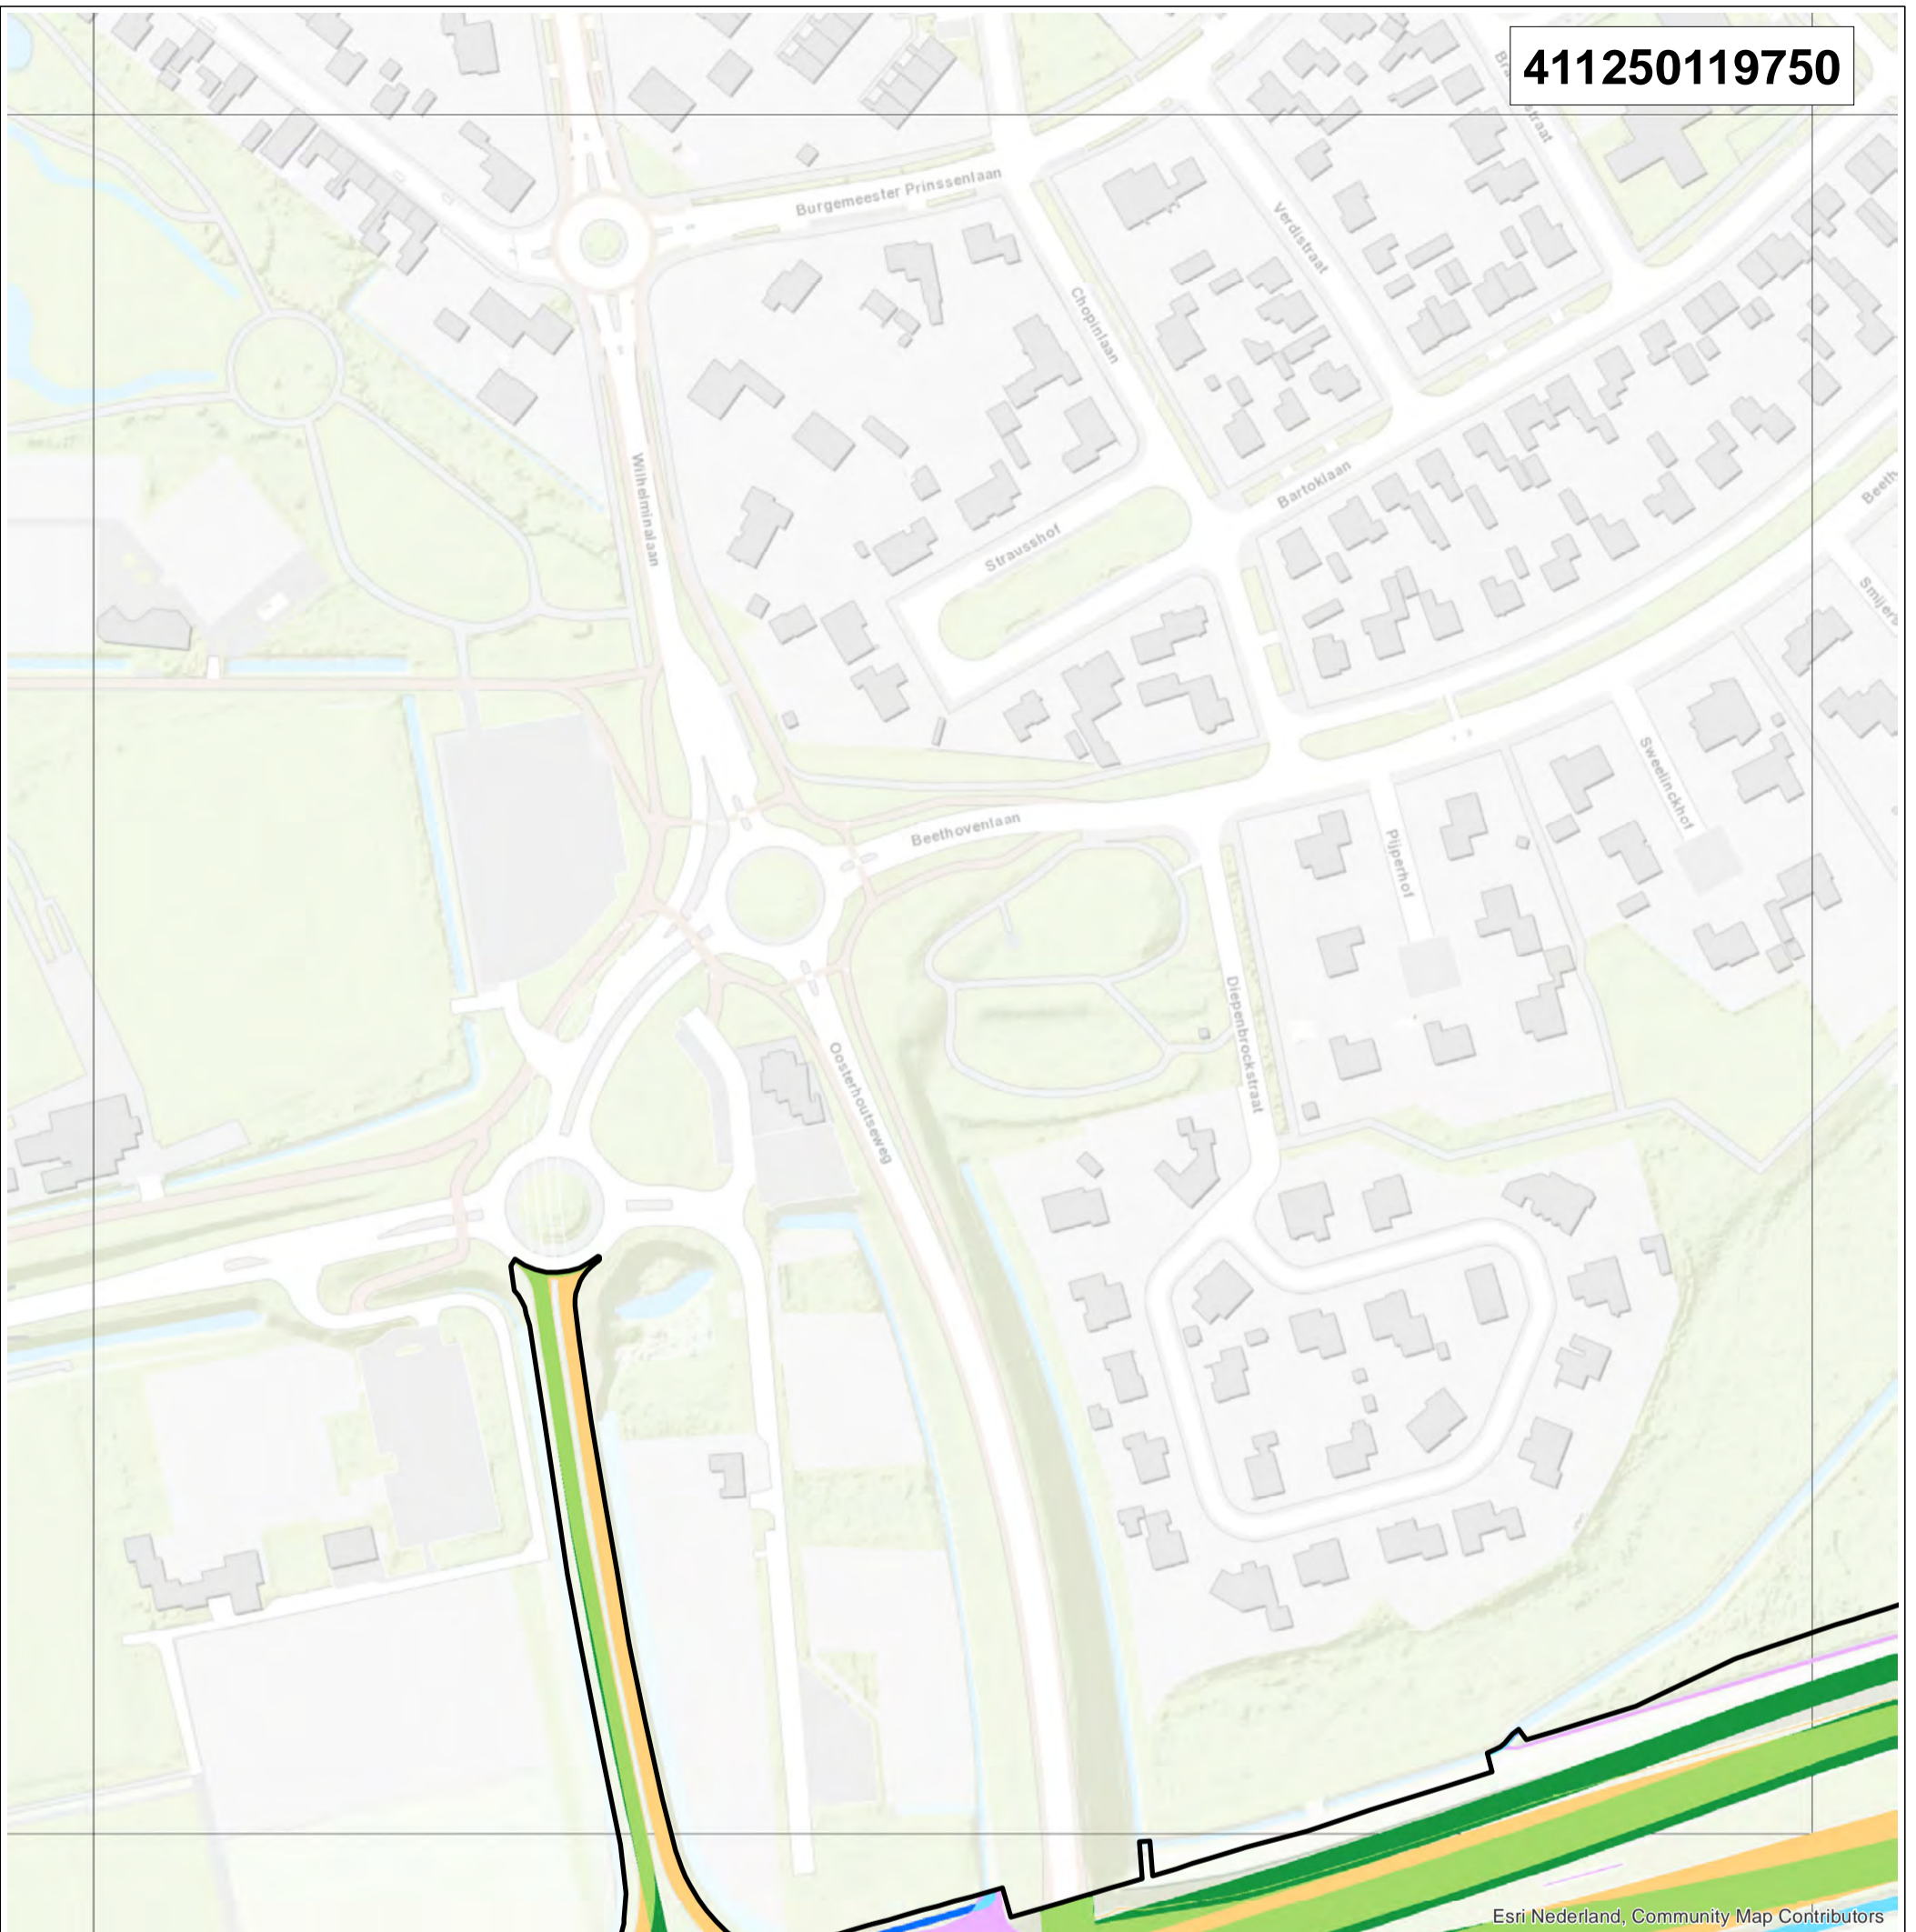 411250119750
Burgemeester Prinssenlaan
Verdistraat
Chopinlaan
Wilhelminalaan
Bartoklaan
Strausshof
Sweelinckhof
Beethovenlaan
Pijperhof
Diepenbrockstraat
Oosterhoutseweg
Esri Nederland, Community Map Contributors